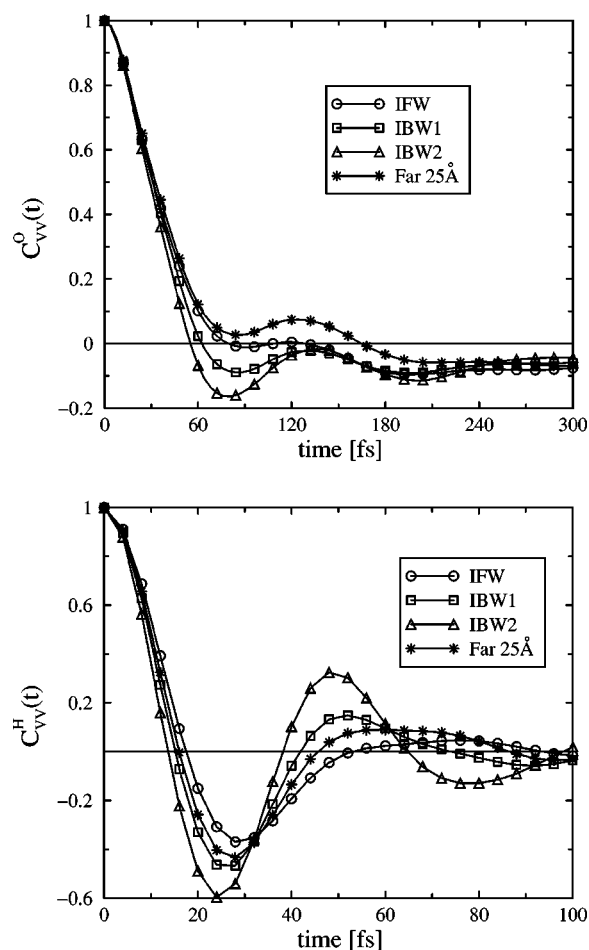 1
0.8
0.6
0.4
0.2
0
−0.2
C^O_VV(t)
IFW
IBW1
IBW2
Far 25Å
0 60 120 180 240 300
time [fs]
1
0.6
0.2
−0.2
−0.6
C^H_VV(t)
IFW
IBW1
IBW2
Far 25Å
0 20 40 60 80 100
time [fs]